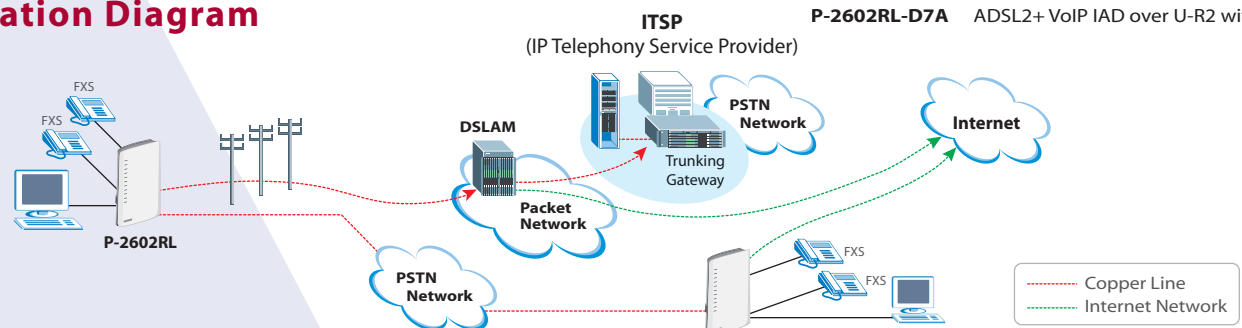 ation Diagram
P-2602RL-D7A ADSL2+ VoIP IAD over U-R2 wi
ITSP
(IP Telephony Service Provider)
FXS
FXS
P-2602RL
DSLAM
Packet
Network
PSTN
Network
Trunking
Gateway
Internet
PSTN
Network
FXS
FXS
Copper Line
Internet Network